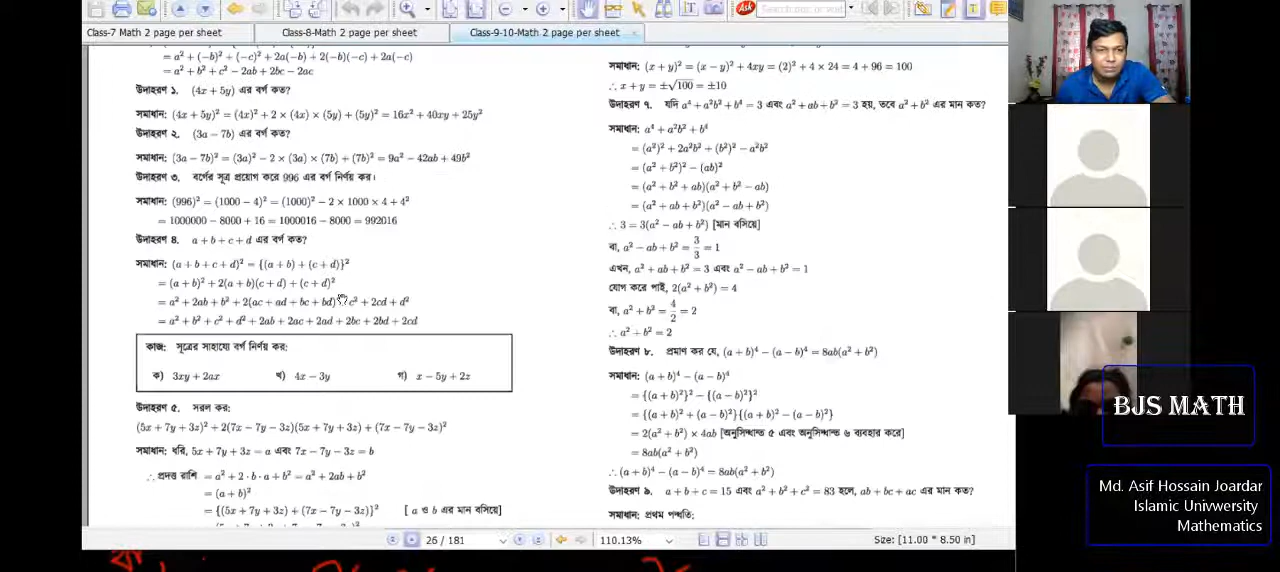 Class-7 Math 2 page per sheet
Class-8-Math 2 page per sheet
Class-9-10-Math 2 page per sheet
= a² + (−b)² + (−c)² + 2a(−b) + 2(−b)(−c) + 2a(−c)
= a² + b² + c² − 2ab + 2bc − 2ac
উদাহরণ ১. (4x + 5y) এর বর্গ কত?
সমাধান: (4x + 5y)² = (4x)² + 2 × (4x) × (5y) + (5y)² = 16x² + 40xy + 25y²
উদাহরণ ২. (3a − 7b) এর বর্গ কত?
সমাধান: (3a − 7b)² = (3a)² − 2 × (3a) × (7b) + (7b)² = 9a² − 42ab + 49b²
উদাহরণ ৩. বর্গের সূত্র প্রয়োগ করে 996 এর বর্গ নির্ণয় কর।
সমাধান: (996)² = (1000 − 4)² = (1000)² − 2 × 1000 × 4 + 4²
= 1000000 − 8000 + 16 = 1000016 − 8000 = 992016
উদাহরণ ৪. a + b + c + d এর বর্গ কত?
সমাধান: (a + b + c + d)² = {(a + b) + (c + d)}²
= (a + b)² + 2(a + b)(c + d) + (c + d)²
= a² + 2ab + b² + 2(ac + ad + bc + bd) c² + 2cd + d²
= a² + b² + c² + d² + 2ab + 2ac + 2ad + 2bc + 2bd + 2cd
কাজ: সূত্রের সাহায্যে বর্গ নির্ণয় কর:
ক) 3xy + 2ax খ) 4x − 3y গ) x − 5y + 2z
উদাহরণ ৫. সরল কর:
(5x + 7y + 3z)² + 2(7x − 7y − 3z)(5x + 7y + 3z) + (7x − 7y − 3z)²
সমাধান: ধরি, 5x + 7y + 3z = a এবং 7x − 7y − 3z = b
∴ প্রদত্ত রাশি = a² + 2 · b · a + b² = a² + 2ab + b²
= (a + b)²
= {(5x + 7y + 3z) + (7x − 7y − 3z)}² [ a ও b এর মান বসিয়ে]
সমাধান: (x + y)² = (x − y)² + 4xy = (2)² + 4 × 24 = 4 + 96 = 100
∴ x + y = ±√100 = ±10
উদাহরণ ৭. যদি a⁴ + a²b² + b⁴ = 3 এবং a² + ab + b² = 3 হয়, তবে a² + b² এর মান কত?
সমাধান: a⁴ + a²b² + b⁴
= (a²)² + 2a²b² + (b²)² − a²b²
= (a² + b²)² − (ab)²
= (a² + b² + ab)(a² + b² − ab)
= (a² + ab + b²)(a² − ab + b²)
∴ 3 = 3(a² − ab + b²) [মান বসিয়ে]
বা, a² − ab + b² = 3/3 = 1
এখন, a² + ab + b² = 3 এবং a² − ab + b² = 1
যোগ করে পাই, 2(a² + b²) = 4
বা, a² + b² = 4/2 = 2
∴ a² + b² = 2
উদাহরণ ৮. প্রমাণ কর যে, (a + b)⁴ − (a − b)⁴ = 8ab(a² + b²)
সমাধান: (a + b)⁴ − (a − b)⁴
= {(a + b)²}² − {(a − b)²}²
= {(a + b)² + (a − b)²}{(a + b)² − (a − b)²}
= 2(a² + b²) × 4ab [অনুসিদ্ধান্ত ৫ এবং অনুসিদ্ধান্ত ৬ ব্যবহার করে]
= 8ab(a² + b²)
∴ (a + b)⁴ − (a − b)⁴ = 8ab(a² + b²)
উদাহরণ ৯. a + b + c = 15 এবং a² + b² + c² = 83 হলে, ab + bc + ac এর মান কত?
সমাধান: প্রথম পদ্ধতি:
26 / 181
110.13%
Size: [11.00 * 8.50 in]
BJS MATH
Md. Asif Hossain Joardar
Islamic Univwersity
Mathematics